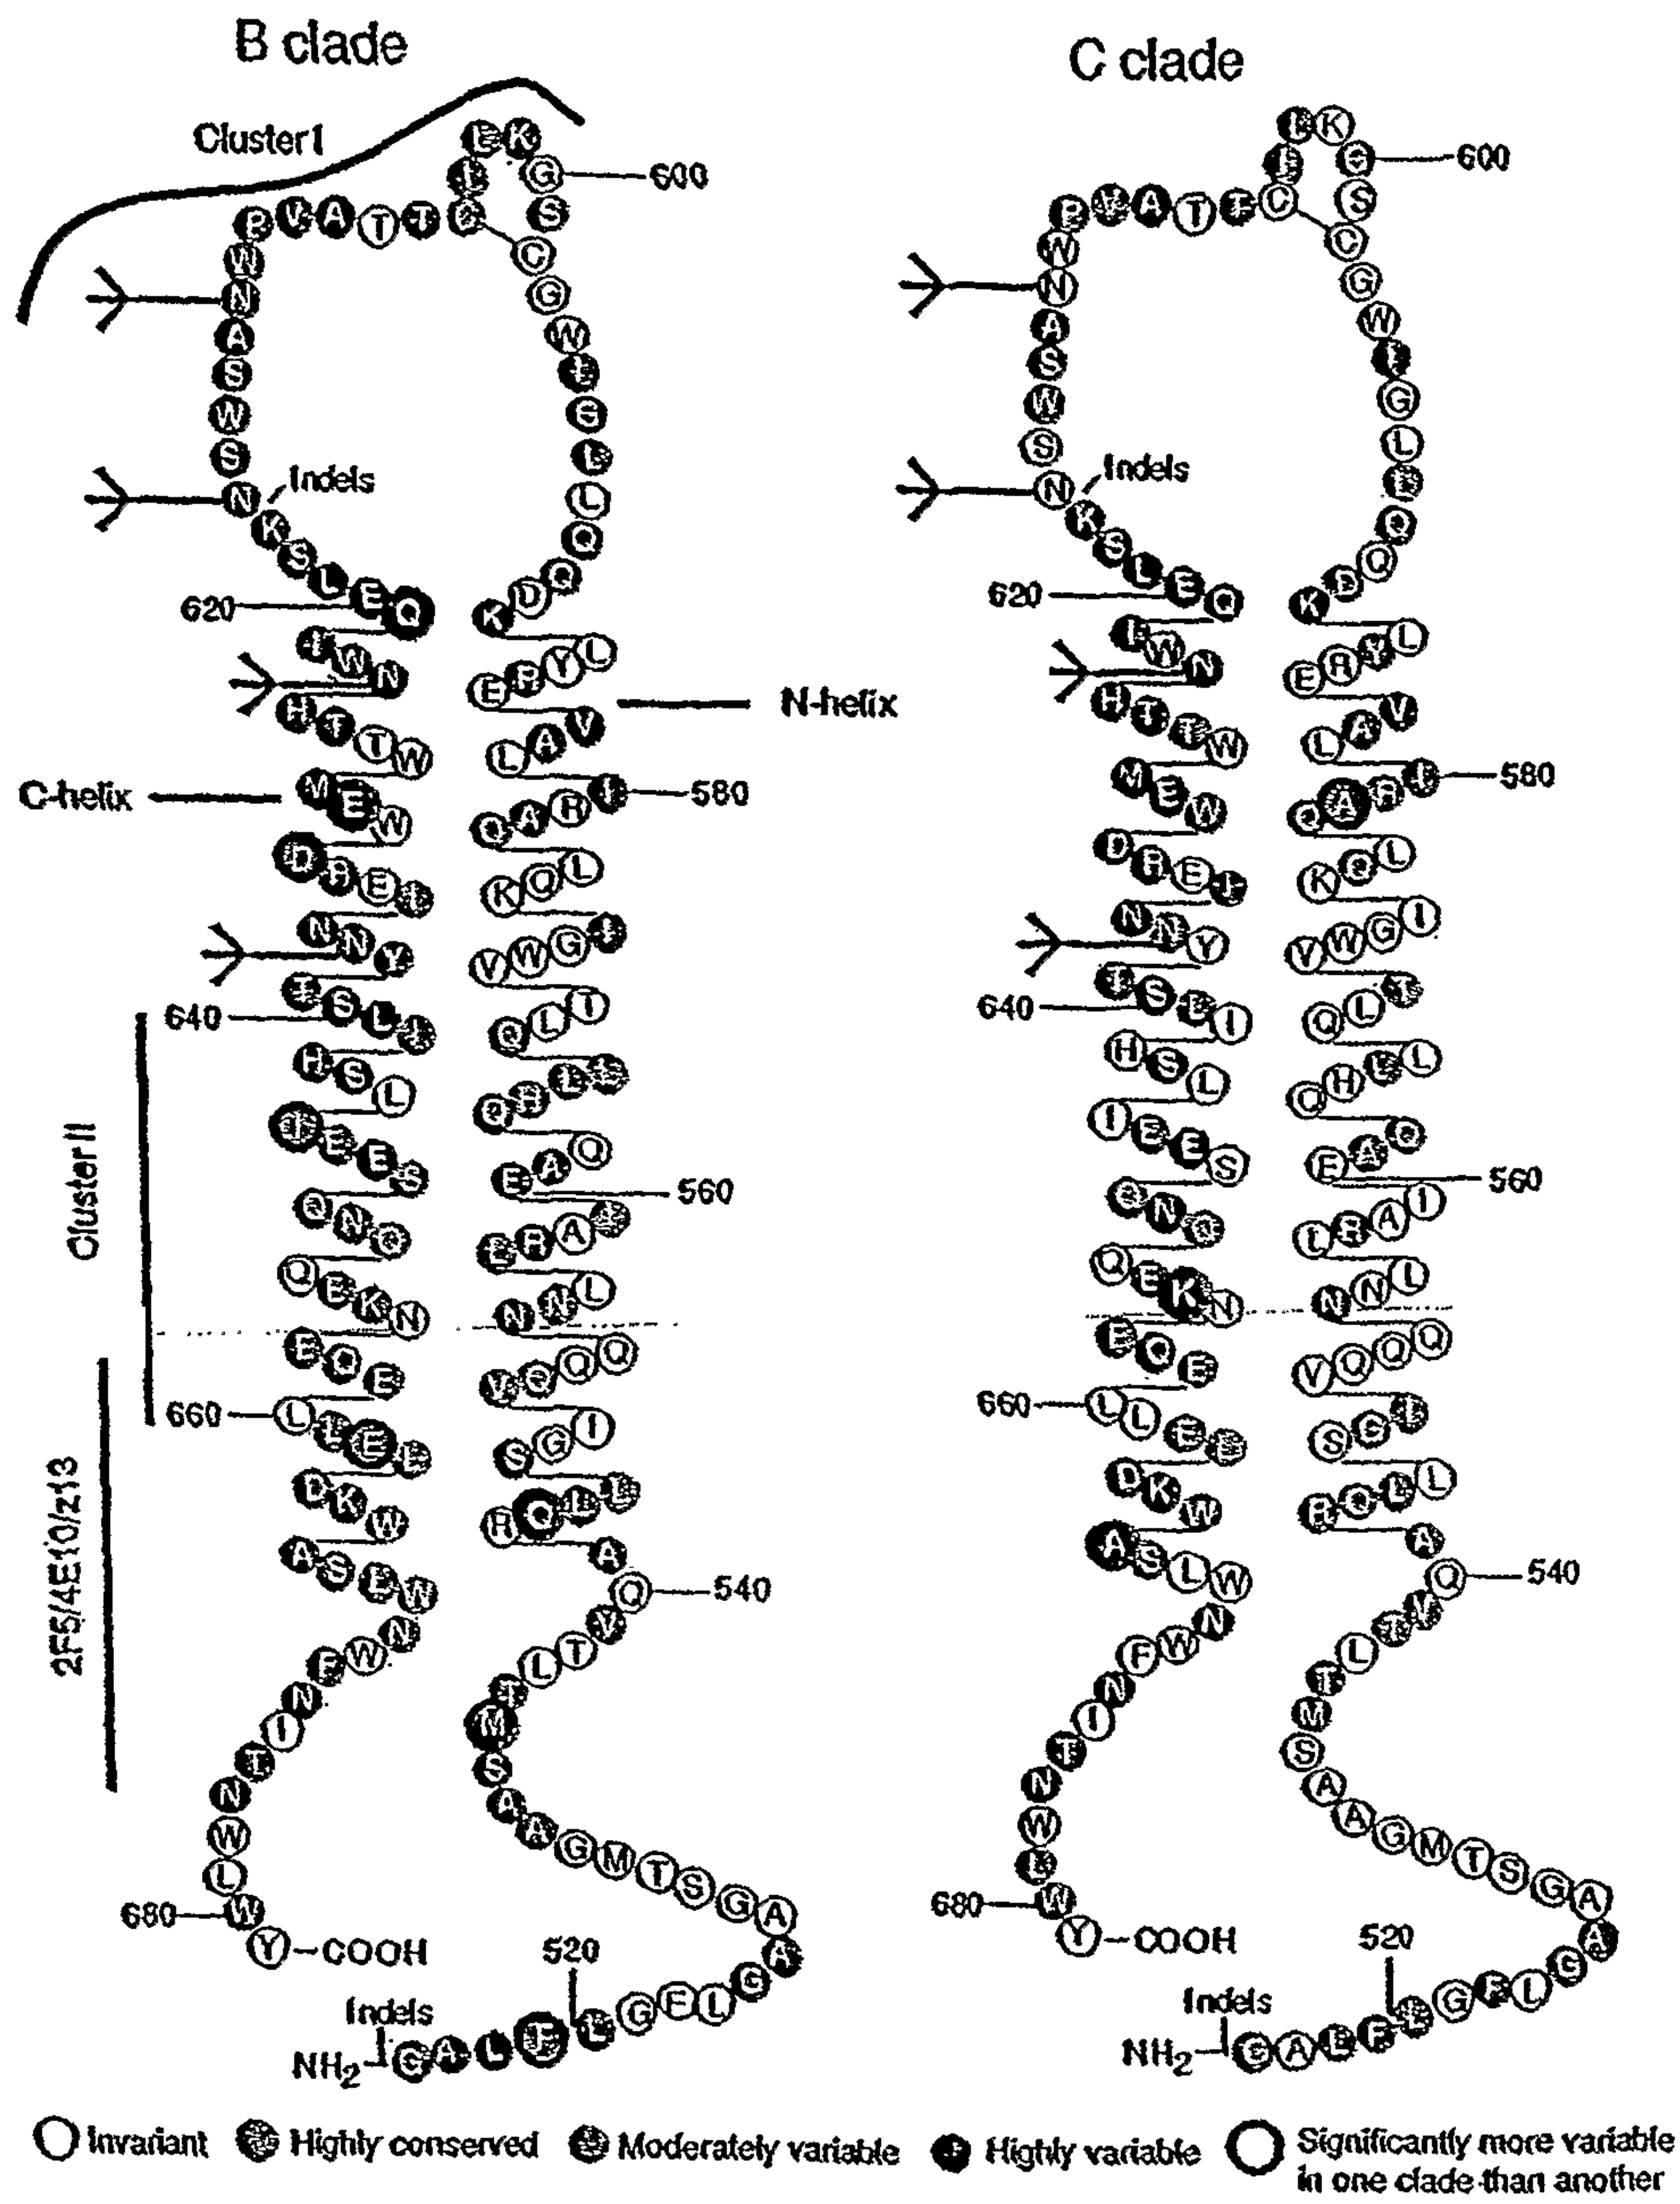 B clade
Cluster I
I L K G S
600
P V A T T C
C G W I G L L Q Q D K
W N A S W S N
Indels
K S L E Q
620
I W N
H T T W
C-helix
M E W
D R E I
N N Y
T S L I
640
H S L
I E E S
Q N Q
Q E K N
E Q E
Cluster II
660
L L E L
D K W
A S L W
2F5/4E10/z13
N W F N I T N W L W Y
680
COOH
E R Y L
N-helix
L A V
Q A R I
580
K Q L
V W G I
Q L T
Q H L L
E A Q
560
R A
N N L
V Q Q Q
S G I
R Q L L
A Q
540
V T L T M S A A G M T S G A A G L E G L
520
Indels
NH2
G A L F
C clade
L L K G S
600
P V A T T C
C G W I G L I Q Q D K
W N A S W S N
Indels
K S L E Q
620
I W N
H T T W
M E W
D R E I
N N Y
T S L I
640
H S L
I E E S
Q N Q
Q E K N
E Q E
660
L L E L
D K W
A S L W
N W F N I T N W L W Y
680
COOH
E R Y L
L A V
Q A R I
580
K Q L
V W G I
Q L T
Q H L L
E A Q
560
R A I
N N L
V Q Q Q
S G I
R Q L L
A Q
540
V T L T M S A A G M T S G A A G L F G L
520
Indels
NH2
G A L F
Invariant
Highly conserved
Moderately variable
Highly variable
Significantly more variable
in one clade than another